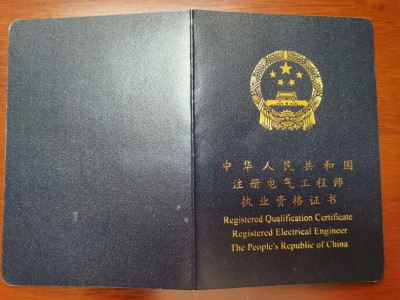 中华人民共和国
注册电气工程师
执业资格证书
Registered Qualification Certificate
Registered Electrical Engineer
The People's Republic of China